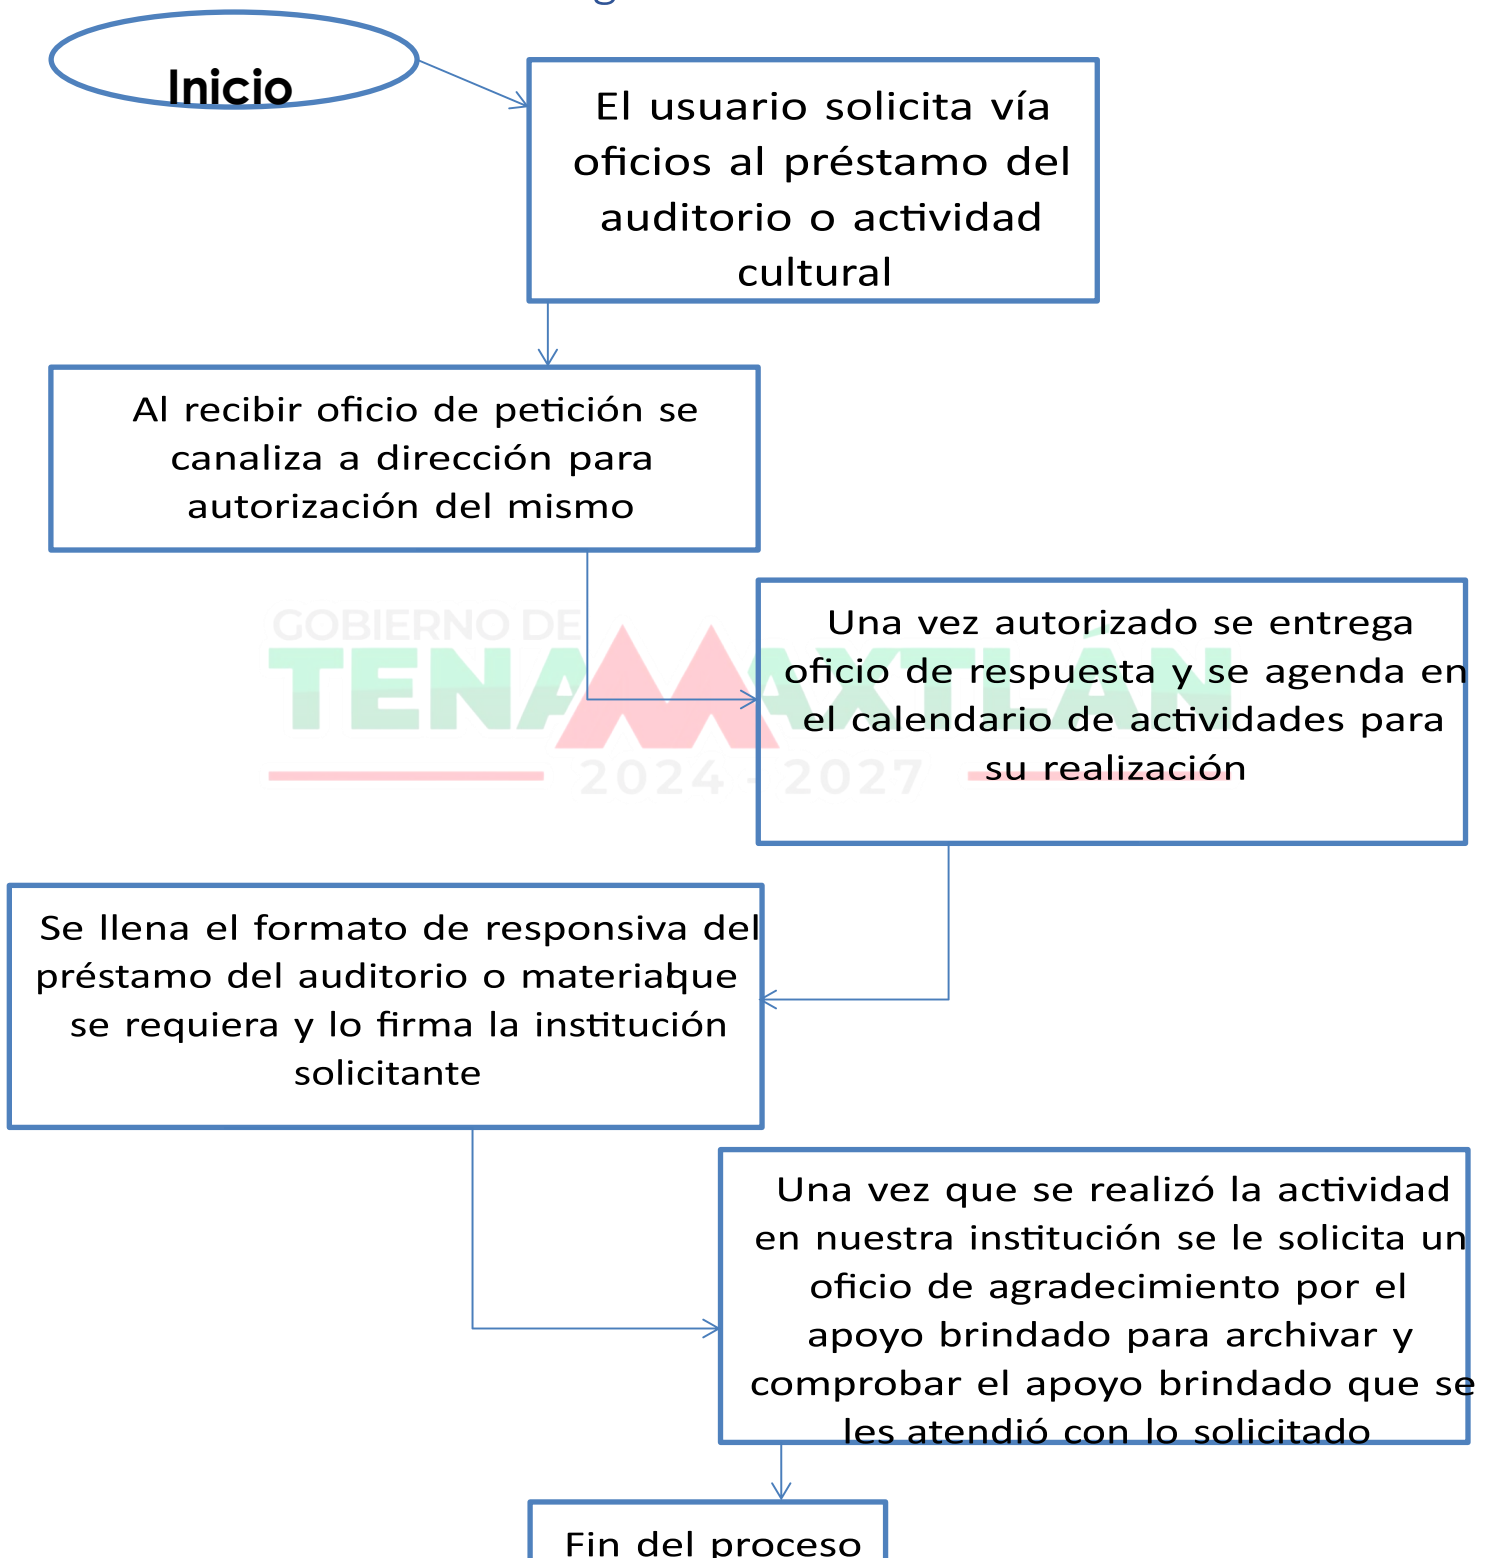 Inicio
El usuario solicita vía
oficios al préstamo del
auditorio o actividad
cultural
Al recibir oficio de petición se
canaliza a dirección para
autorización del mismo
GOBIERNO DE
TENAMAXTLÁN
2024 - 2027
Una vez autorizado se entrega
oficio de respuesta y se agenda en
el calendario de actividades para
su realización
Se llena el formato de responsiva del
préstamo del auditorio o material que
se requiera y lo firma la institución
solicitante
Una vez que se realizó la actividad
en nuestra institución se le solicita un
oficio de agradecimiento por el
apoyo brindado para archivar y
comprobar el apoyo brindado que se
les atendió con lo solicitado
Fin del proceso